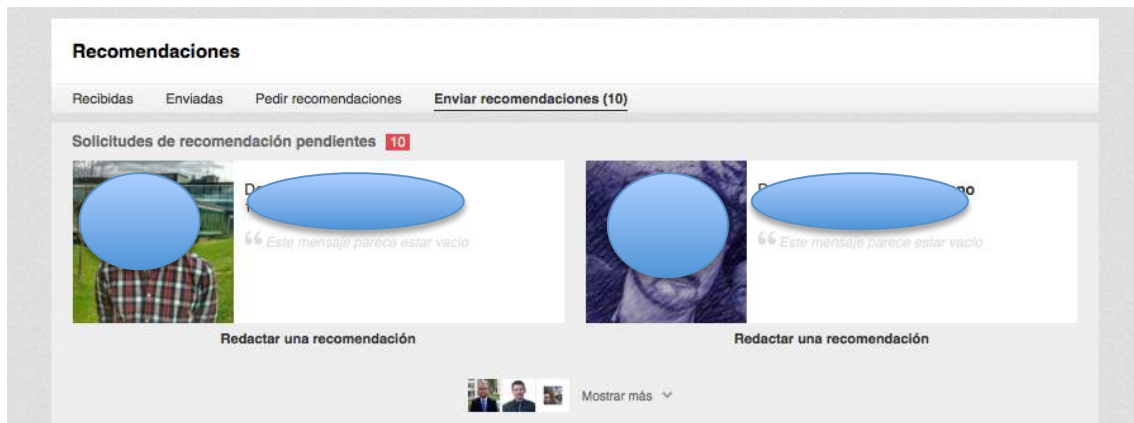 Recomendaciones
Recibidas Enviadas Pedir recomendaciones Enviar recomendaciones (10)
Solicitudes de recomendación pendientes 10
Este mensaje parece estar vacío
Redactar una recomendación
Este mensaje parece estar vacío
Redactar una recomendación
Mostrar más